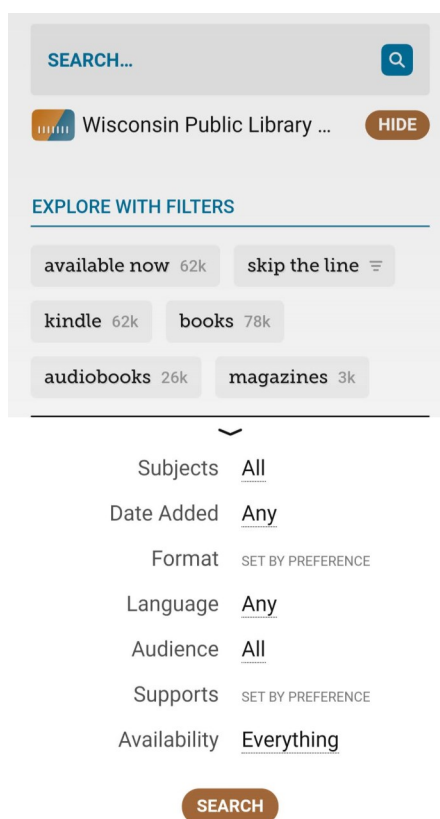 SEARCH...
Wisconsin Public Library ... HIDE
EXPLORE WITH FILTERS
available now 62k skip the line
kindle 62k books 78k
audiobooks 26k magazines 3k
Subjects All
Date Added Any
Format SET BY PREFERENCE
Language Any
Audience All
Supports SET BY PREFERENCE
Availability Everything
SEARCH